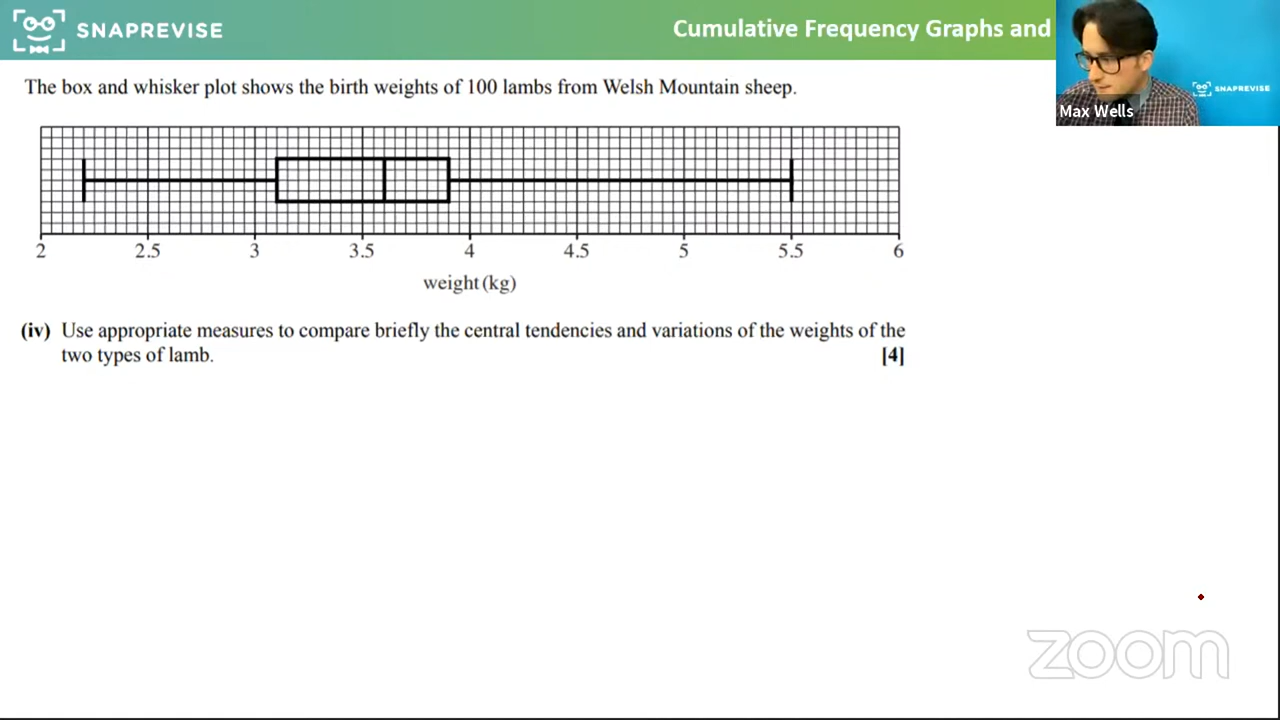 SNAPREVISE
Cumulative Frequency Graphs and
SNAPREVISE
Max Wells
The box and whisker plot shows the birth weights of 100 lambs from Welsh Mountain sheep.
2 2.5 3 3.5 4 4.5 5 5.5 6
weight (kg)
(iv) Use appropriate measures to compare briefly the central tendencies and variations of the weights of the
two types of lamb. [4]
zoom